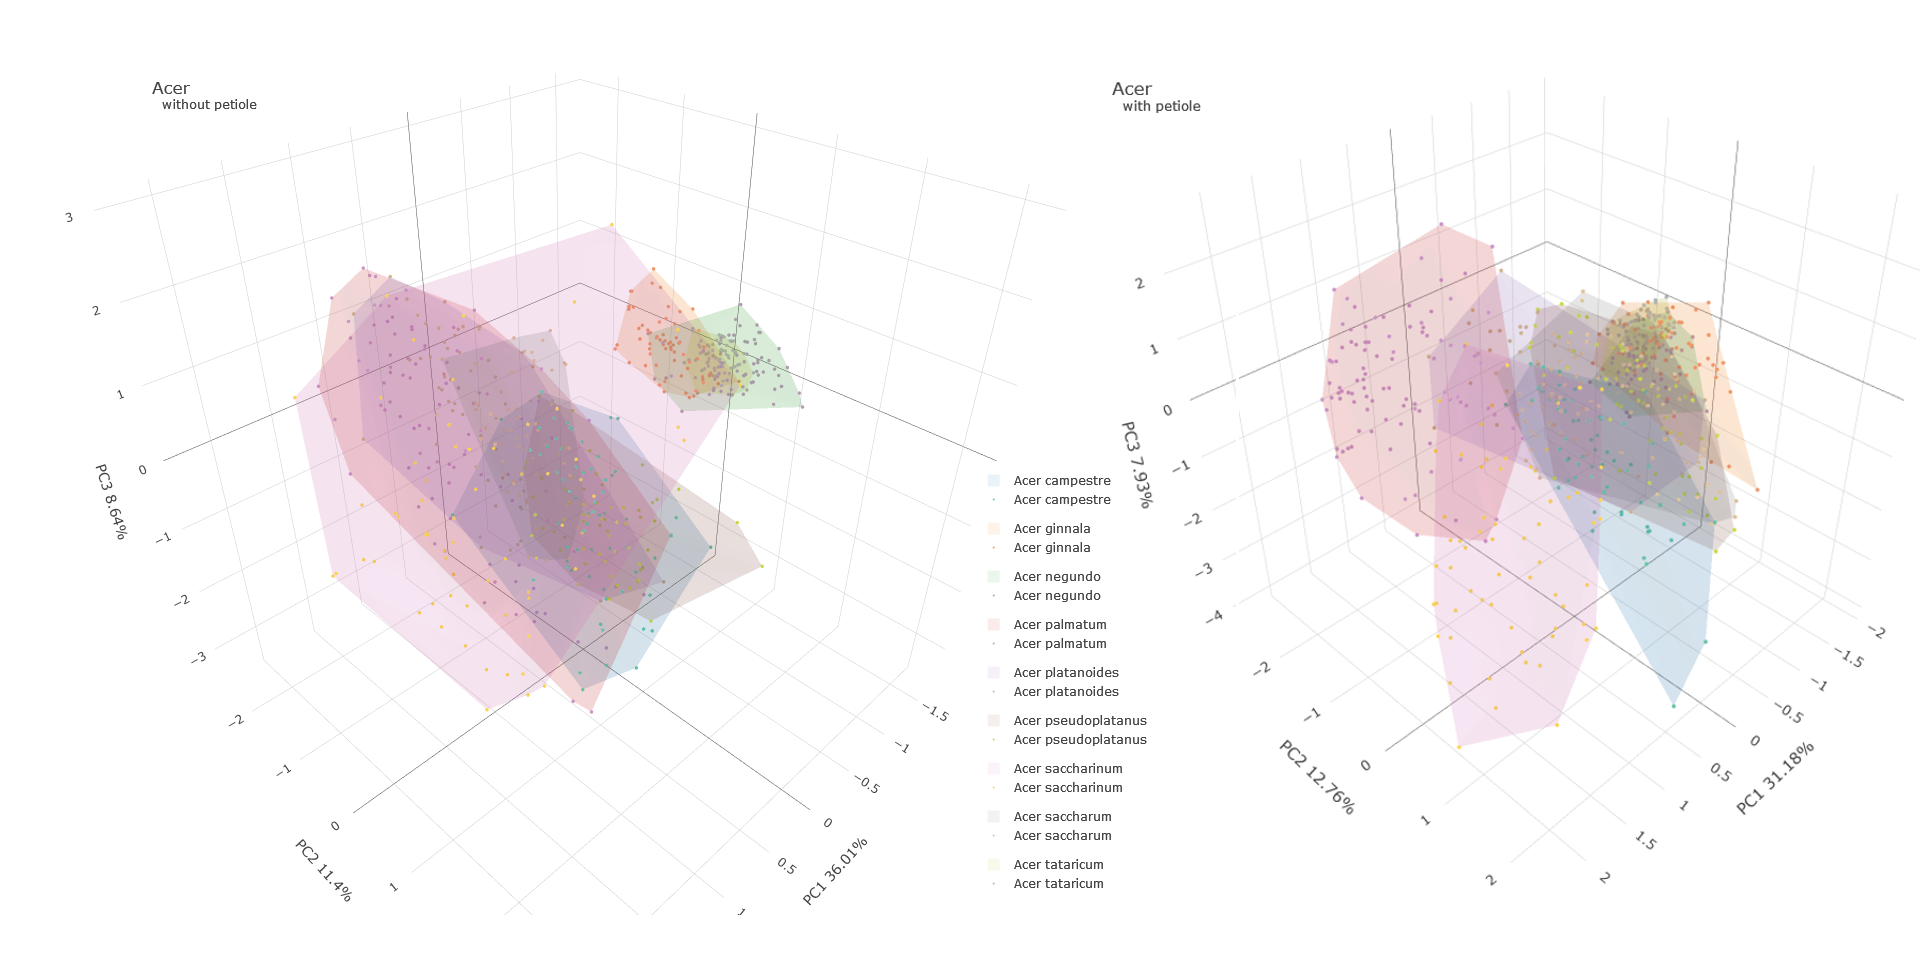 Acer
without petiole
3
2
1
0
−1
−2
−3
PC3 8.64%
−2
−1
0
1
PC2 11.4%
−1.5
−1
−0.5
0
0.5
1
PC1 36.01%
Acer campestre
Acer campestre
Acer ginnala
Acer ginnala
Acer negundo
Acer negundo
Acer palmatum
Acer palmatum
Acer platanoides
Acer platanoides
Acer pseudoplatanus
Acer pseudoplatanus
Acer saccharinum
Acer saccharinum
Acer saccharum
Acer saccharum
Acer tataricum
Acer tataricum
Acer
with petiole
2
1
0
−1
−2
−3
−4
PC3 7.93%
−2
−1
0
1
2
PC2 12.76%
−2
−1.5
−1
−0.5
0
0.5
1
1.5
2
PC1 31.18%